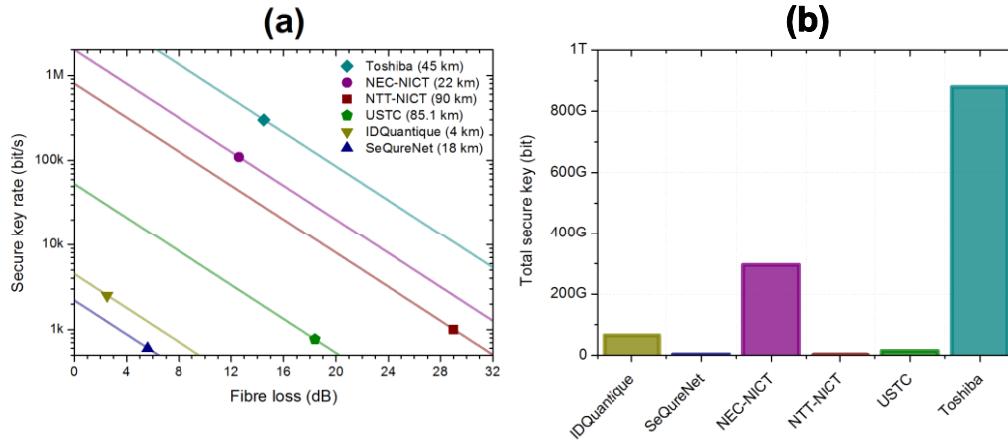 (a)
Secure key rate (bit/s)
1M
100k
10k
1k
Toshiba (45 km)
NEC-NICT (22 km)
NTT-NICT (90 km)
USTC (85.1 km)
IDQuantique (4 km)
SeQureNet (18 km)
0 4 8 12 16 20 24 28 32
Fibre loss (dB)
(b)
Total secure key (bit)
1T
800G
600G
400G
200G
0
IDQuantique
SeQureNet
NEC-NICT
NTT-NICT
USTC
Toshiba